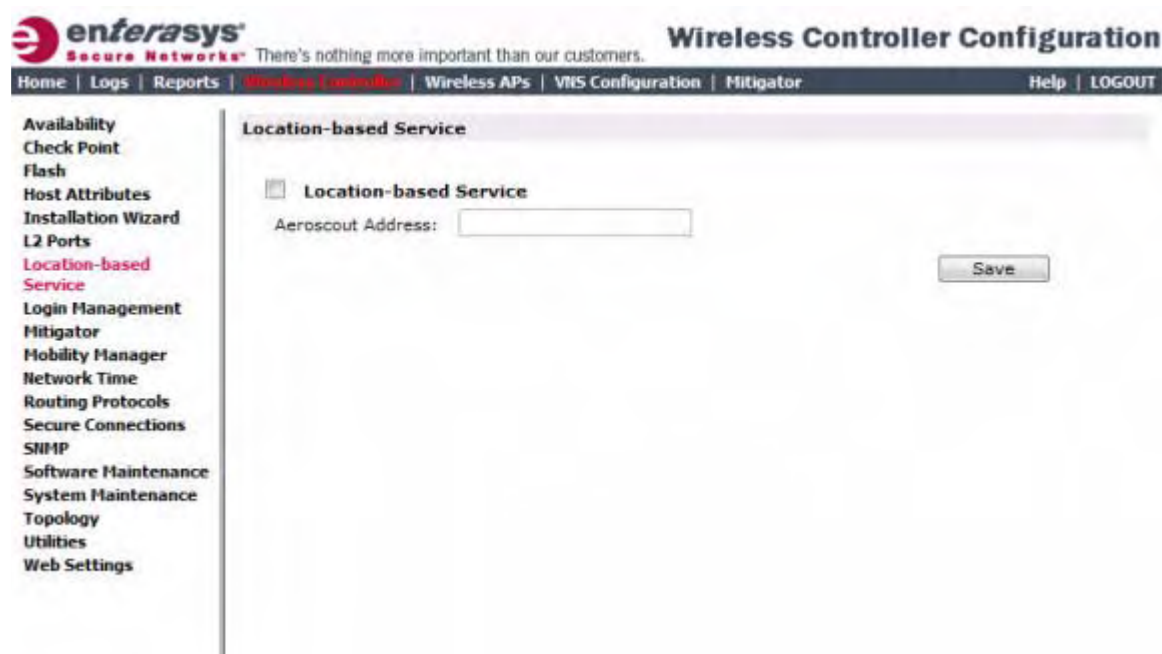 enterasys
Secure Networks™ There's nothing more important than our customers.
Wireless Controller Configuration
Home | Logs | Reports | Wireless Controller | Wireless APs | VNS Configuration | Mitigator Help | LOGOUT
Availability
Check Point
Flash
Host Attributes
Installation Wizard
L2 Ports
Location-based
Service
Login Management
Mitigator
Mobility Manager
Network Time
Routing Protocols
Secure Connections
SNMP
Software Maintenance
System Maintenance
Topology
Utilities
Web Settings
Location-based Service
Location-based Service
Aeroscout Address:
Save